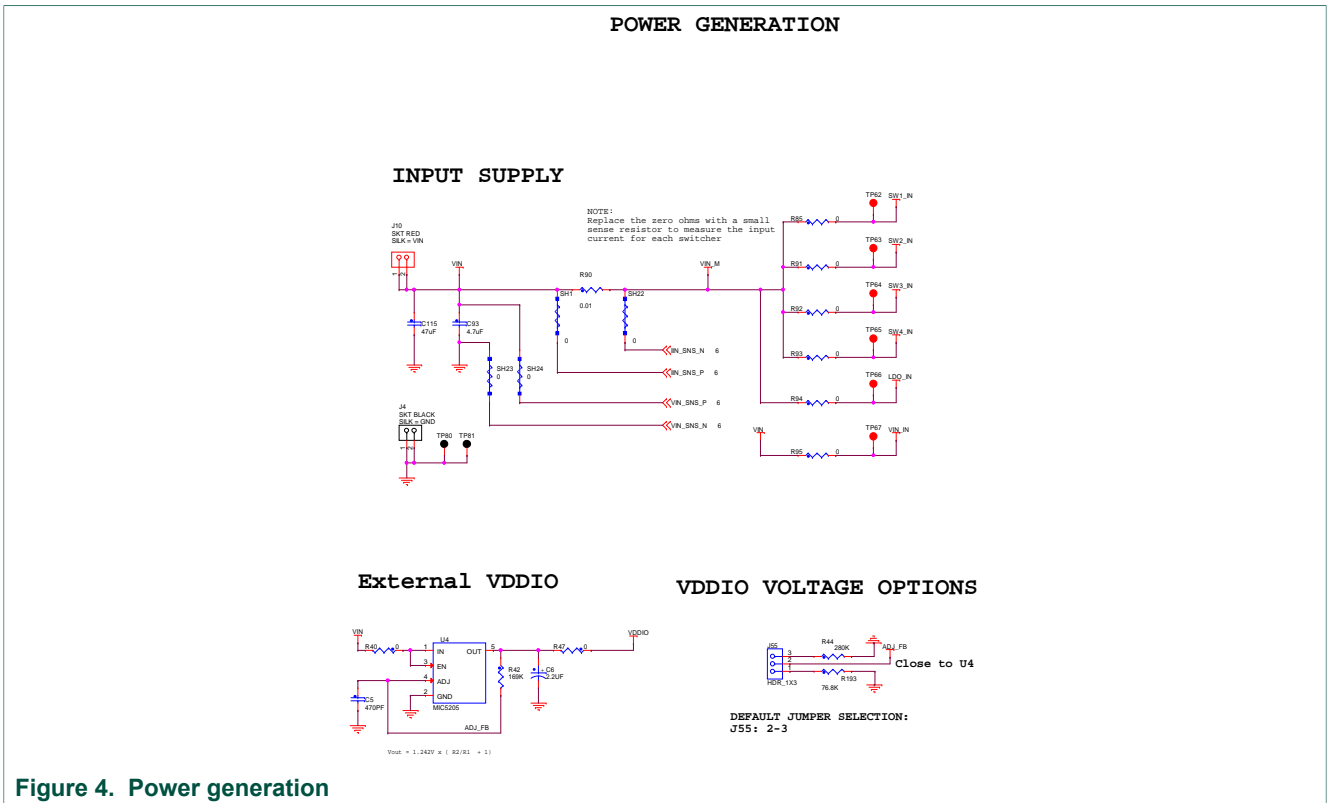 POWER GENERATION
INPUT SUPPLY
NOTE:
Replace the zero ohms with a small
sense resistor to measure the input
current for each switcher
J10
SKT RED
SILK = VIN
1
2
VIN
C115
47uF
C93
4.7uF
SH1
0
R90
0.01
SH22
0
VIN_M
SH23
0
SH24
0
IIN_SNS_N 6
IIN_SNS_P 6
VIN_SNS_P 6
VIN_SNS_N 6
R85 0
TP62 SW1_IN
R91 0
TP63 SW2_IN
R92 0
TP64 SW3_IN
R93 0
TP65 SW4_IN
R94 0
TP66 LDO_IN
VIN
R95 0
TP67 VIN_IN
J4
SKT BLACK
SILK = GND
1
2
TP80 TP81
External VDDIO
VIN
R40 0
U4
1 IN
3 EN
4 ADJ
2 GND
OUT 5
MIC5205
R47 0
VDDIO
R42
169K
C6
2.2UF
C5
470PF
ADJ_FB
Vout = 1.242V x ( R2/R1 + 1)
VDDIO VOLTAGE OPTIONS
J55
3
2
1
HDR_1X3
R44
280K
ADJ_FB
Close to U4
R193
76.8K
DEFAULT JUMPER SELECTION:
J55: 2-3
Figure 4. Power generation